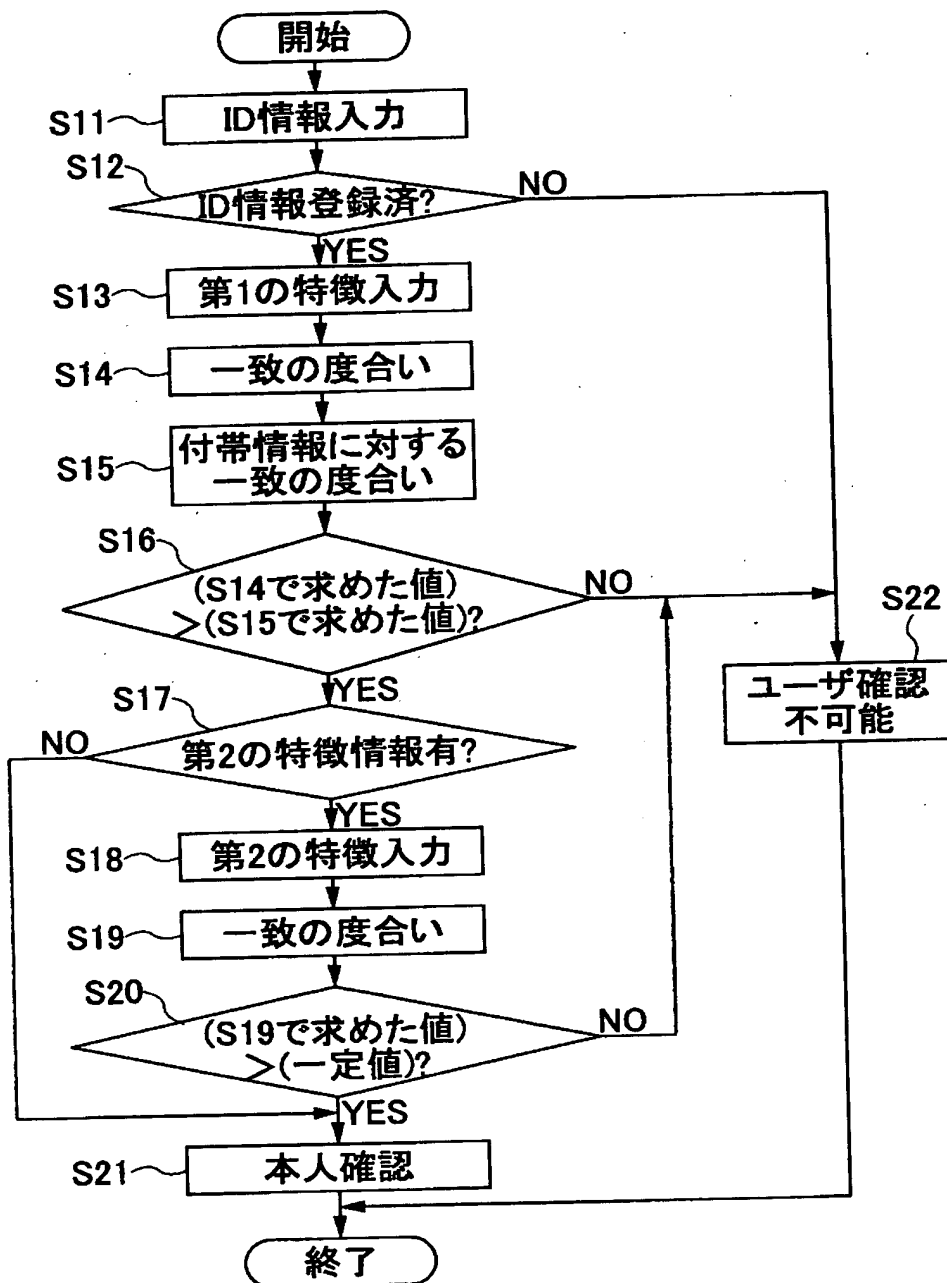 開始
S11
ID情報入力
S12
ID情報登録済?
NO
YES
S13
第1の特徴入力
S14
一致の度合い
S15
付帯情報に対する
一致の度合い
S16
(S14で求めた値)
>(S15で求めた値)?
NO
YES
S22
ユーザ確認
不可能
S17
第2の特徴情報有?
NO
YES
S18
第2の特徴入力
S19
一致の度合い
S20
(S19で求めた値)
>(一定値)?
NO
YES
S21
本人確認
終了